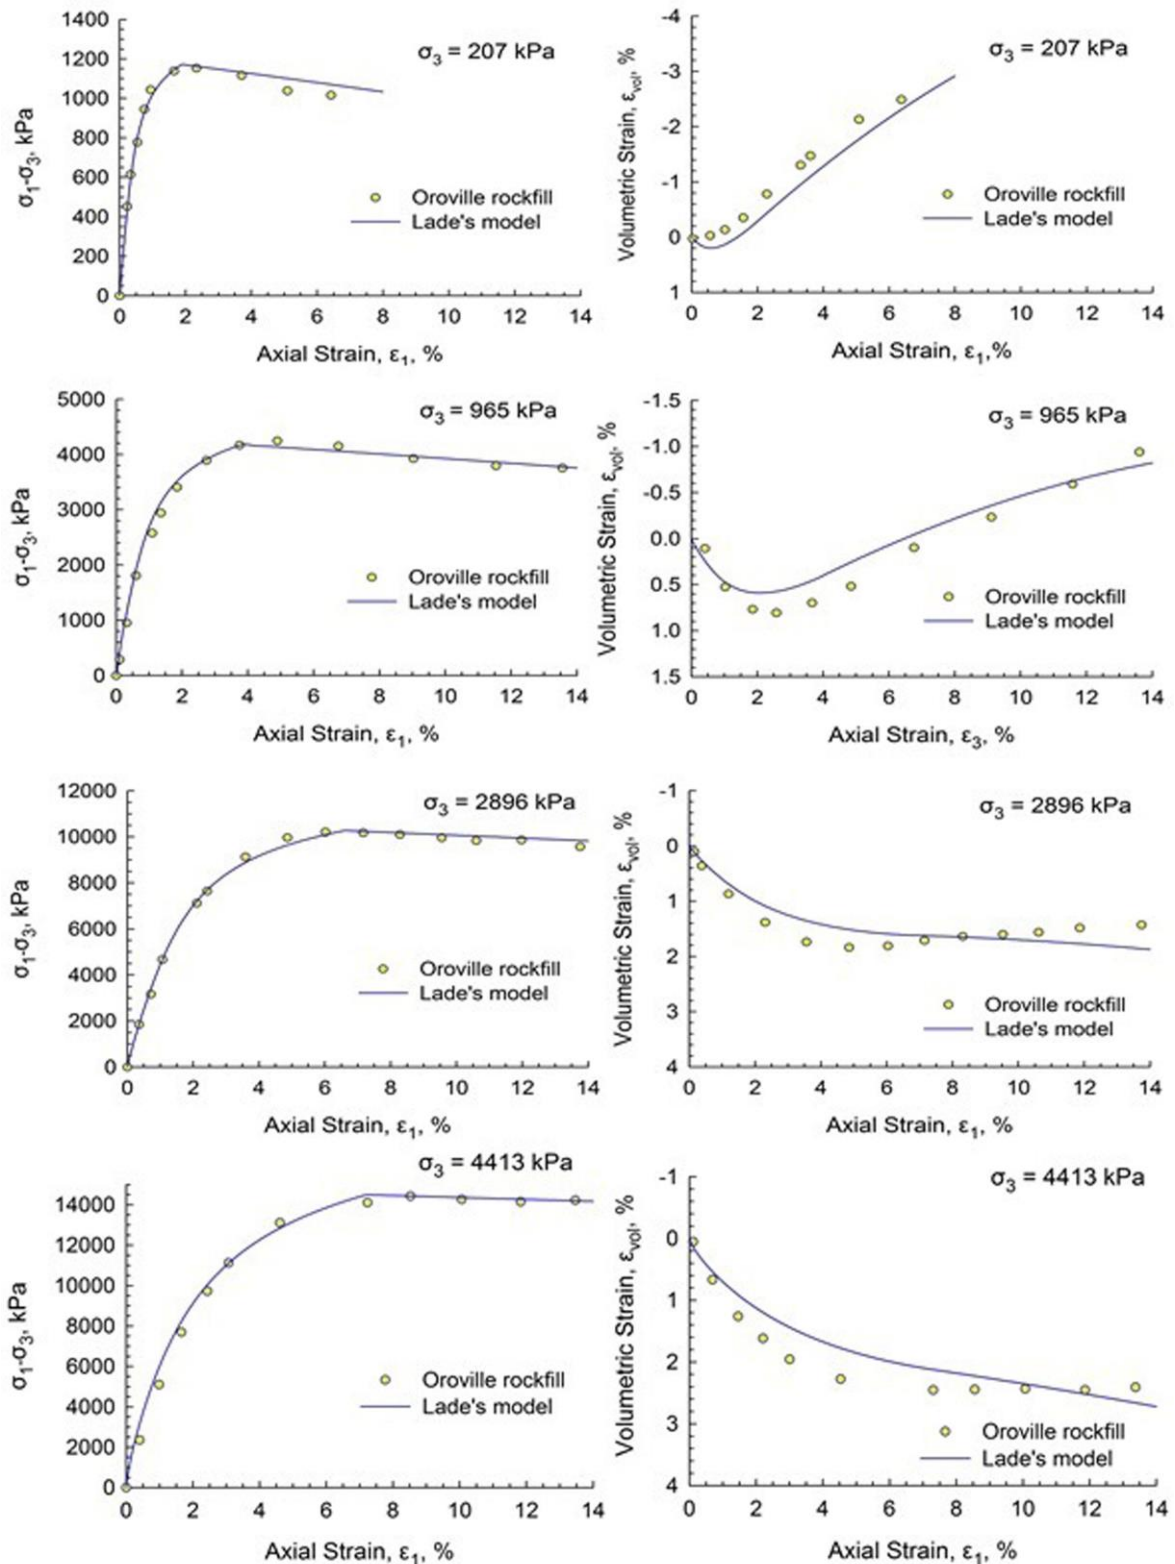 1400
1200
1000
800
600
400
200
0
σ₁-σ₃, kPa
σ₃ = 207 kPa
Oroville rockfill
Lade's model
0 2 4 6 8 10 12 14
Axial Strain, ε₁, %
-4
-3
-2
-1
0
1
Volumetric Strain, εvol, %
σ₃ = 207 kPa
Oroville rockfill
Lade's model
0 2 4 6 8 10 12 14
Axial Strain, ε₁,%
5000
4000
3000
2000
1000
0
σ₁-σ₃, kPa
σ₃ = 965 kPa
Oroville rockfill
Lade's model
0 2 4 6 8 10 12 14
Axial Strain, ε₁, %
-1.5
-1.0
-0.5
0.0
0.5
1.0
1.5
Volumetric Strain, εvol, %
σ₃ = 965 kPa
Oroville rockfill
Lade's model
0 2 4 6 8 10 12 14
Axial Strain, ε₃, %
12000
10000
8000
6000
4000
2000
0
σ₁-σ₃, kPa
σ₃ = 2896 kPa
Oroville rockfill
Lade's model
0 2 4 6 8 10 12 14
Axial Strain, ε₁, %
-1
0
1
2
3
4
Volumetric Strain, εvol, %
σ₃ = 2896 kPa
Oroville rockfill
Lade's model
0 2 4 6 8 10 12 14
Axial Strain, ε₁, %
σ₃ = 4413 kPa
14000
12000
10000
8000
6000
4000
2000
0
σ₁-σ₃, kPa
Oroville rockfill
Lade's model
0 2 4 6 8 10 12 14
Axial Strain, ε₁, %
-1
0
1
2
3
4
Volumetric Strain, εvol, %
σ₃ = 4413 kPa
Oroville rockfill
Lade's model
0 2 4 6 8 10 12 14
Axial Strain, ε₁, %